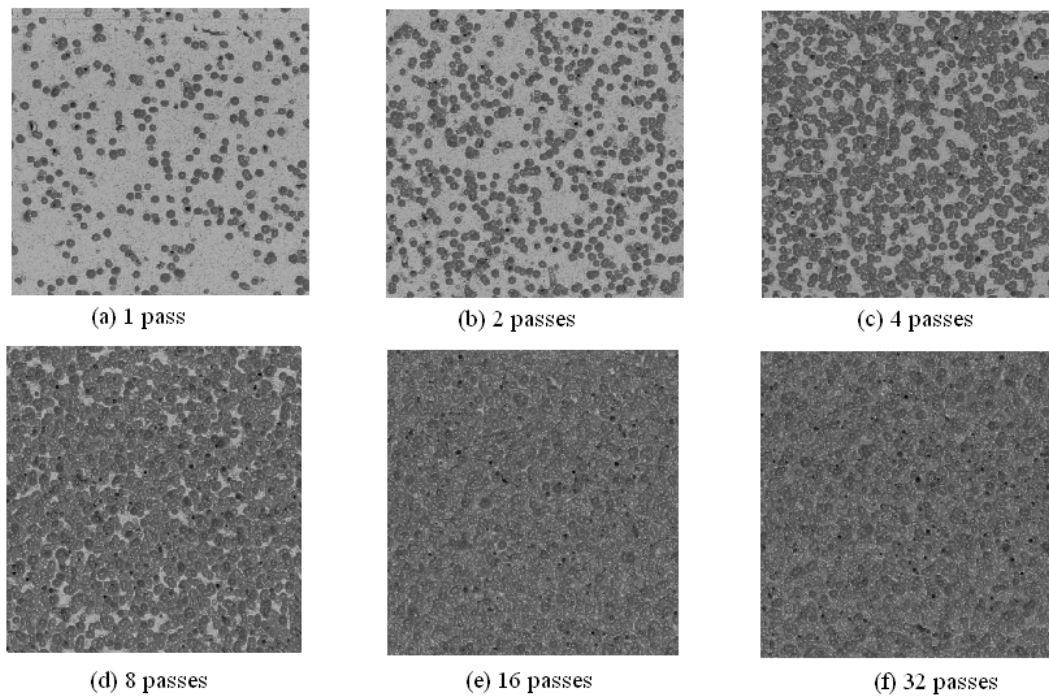 (a) 1 pass
(b) 2 passes
(c) 4 passes
(d) 8 passes
(e) 16 passes
(f) 32 passes